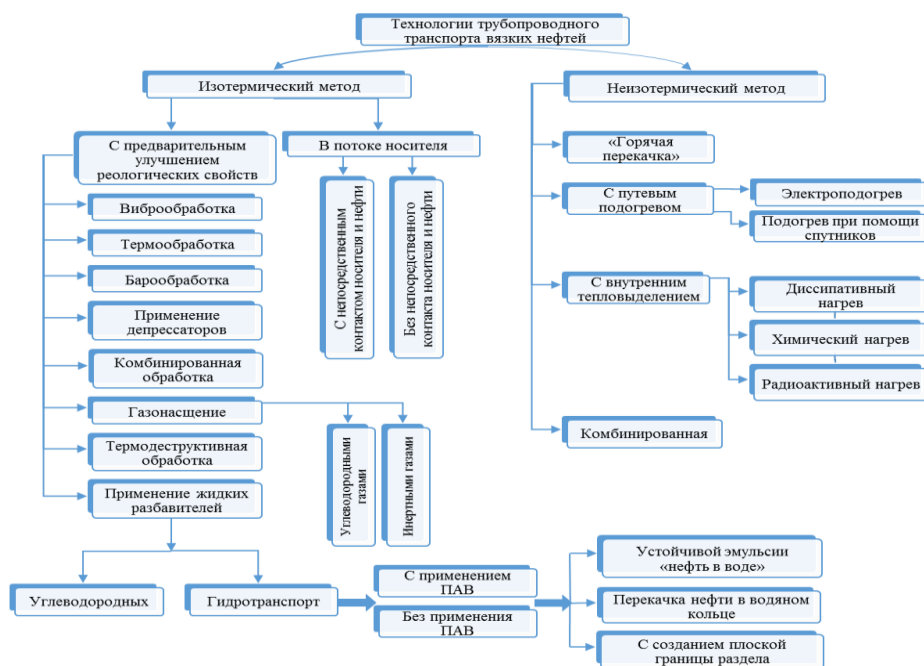 Технологии трубопроводного
транспорта вязких нефтей
Изотермический метод
Неизотермический метод
С предварительным
улучшением
реологических свойств
В потоке носителя
«Горячая
перекачка»
С непосредственным
контактом носителя и нефти
Без непосредственного
контакта носителя и нефти
С путевым
подогревом
Электроподогрев
Подогрев при помощи
спутников
Виброобработка
Термообработка
Барообработка
Применение
депрессаторов
Комбинированная
обработка
Газонасщение
Термодеструктивная
обработка
Применение жидких
разбавителей
С внутренним
тепловыделением
Диссипативный
нагрев
Химический нагрев
Радиоактивный нагрев
Комбинированная
Углеводородными
газами
Инертными газами
Углеводородных
Гидротранспорт
С применением
ПАВ
Без применения
ПАВ
Устойчивой эмульсии
«нефть в воде»
Перекачка нефти в водяном
кольце
С созданием плоской
границы раздела